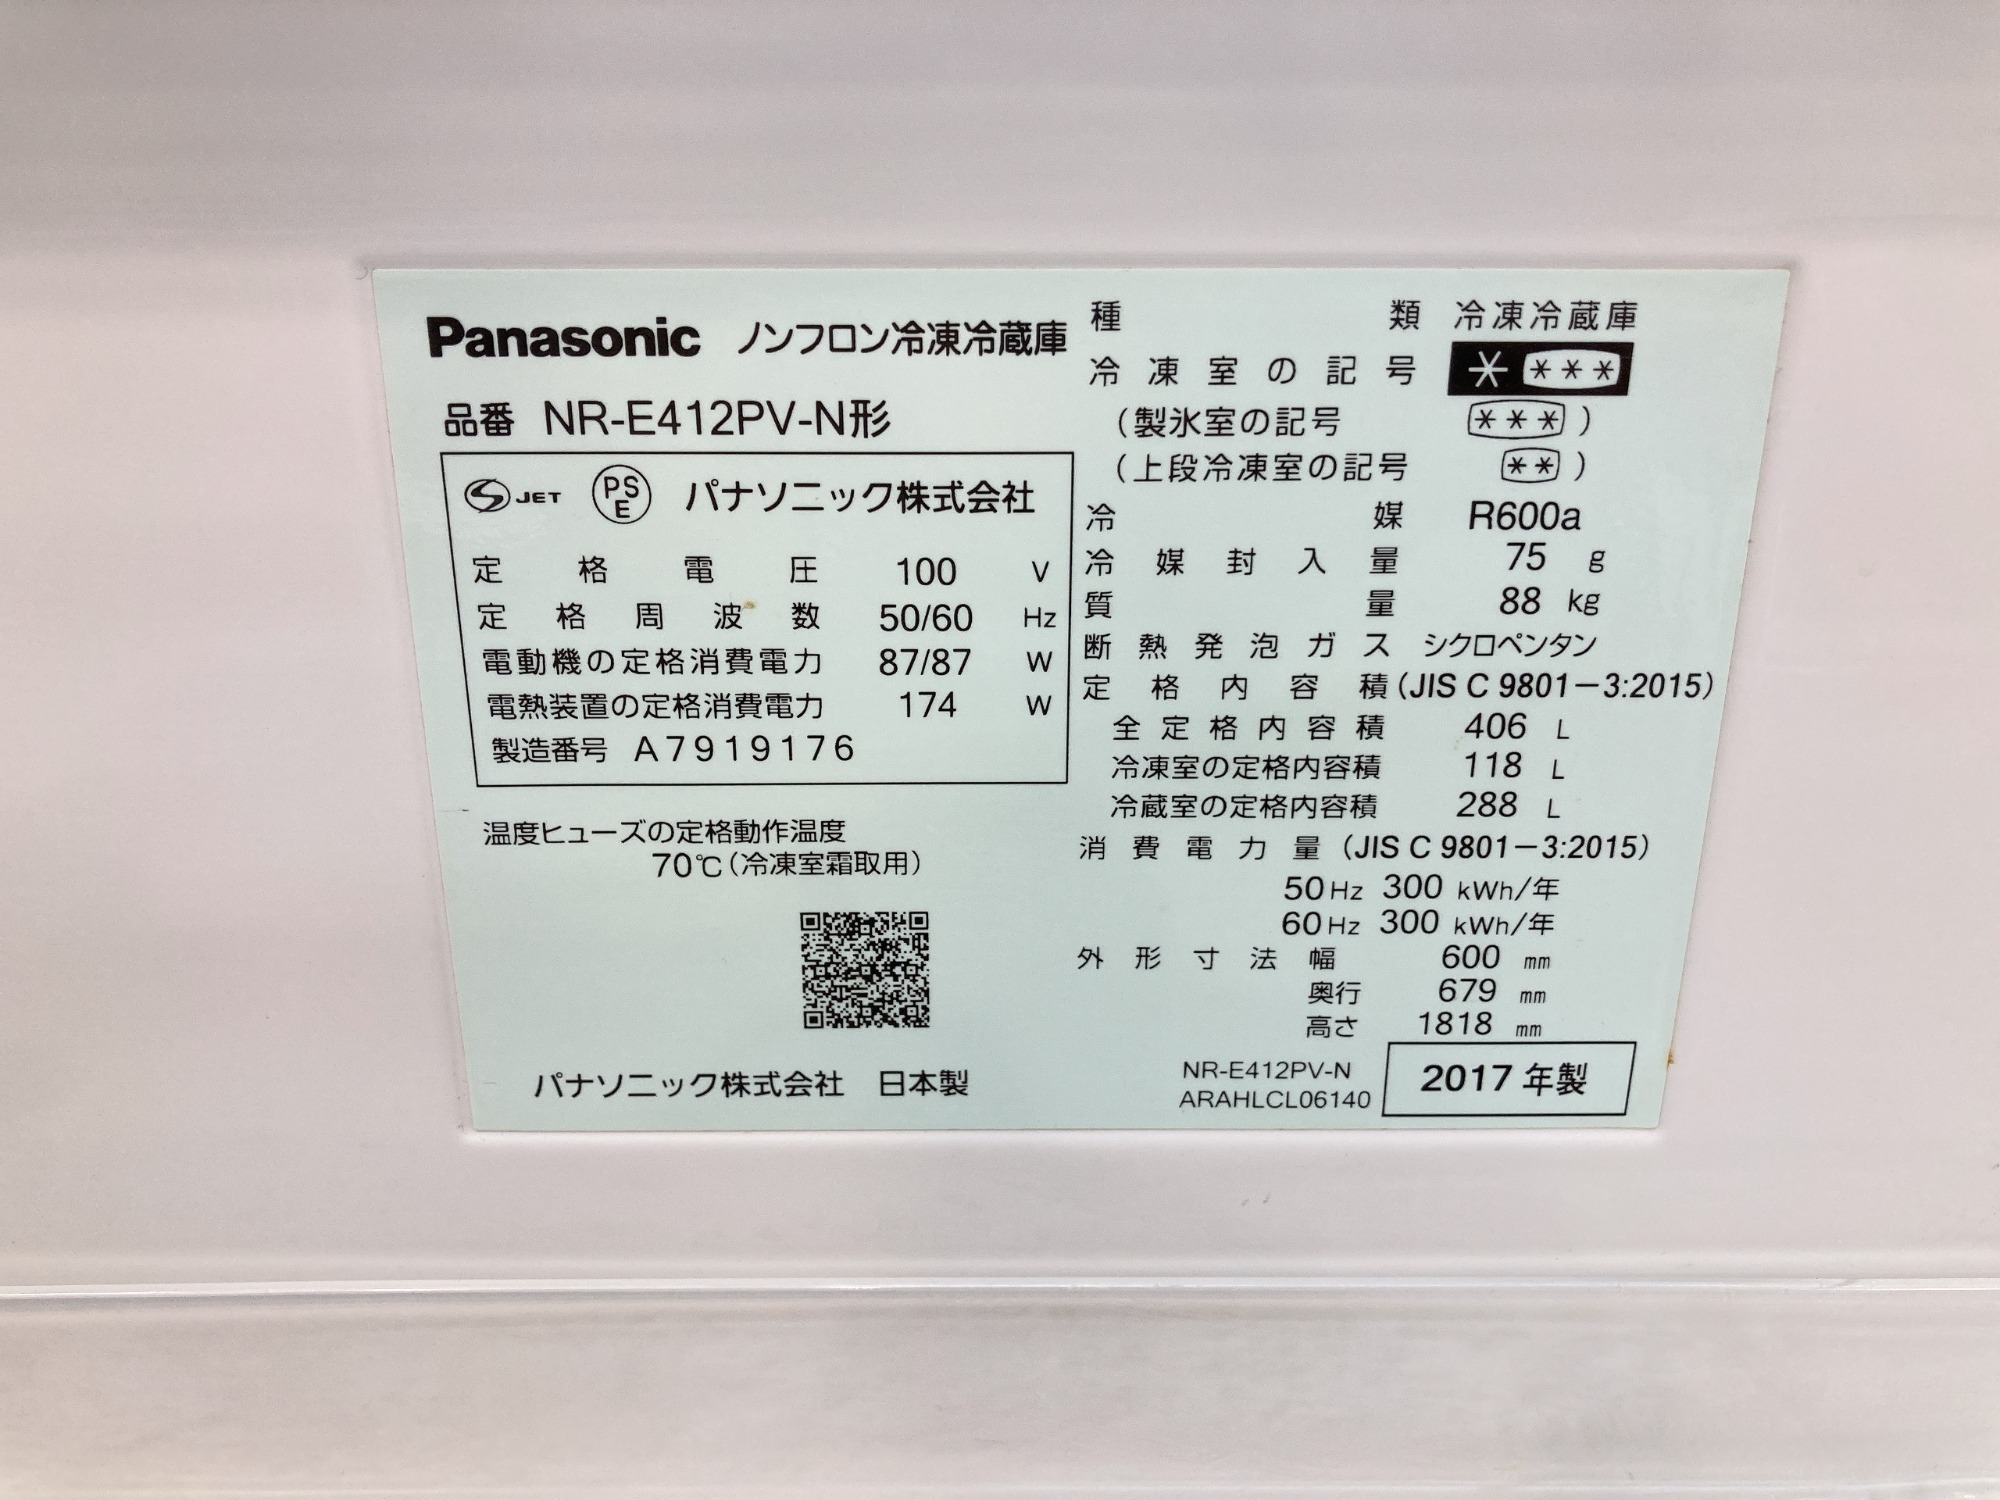 Panasonic ノンフロン冷凍冷蔵庫
品番 NR-E412PV-N形
JET PSE パナソニック株式会社
定格電圧 100 V
定格周波数 50/60 Hz
電動機の定格消費電力 87/87 W
電熱装置の定格消費電力 174 W
製造番号 A7919176
温度ヒューズの定格動作温度
70℃(冷凍室霜取用)
パナソニック株式会社 日本製
種類 冷凍冷蔵庫
冷凍室の記号 * ***
(製氷室の記号 ***)
(上段冷凍室の記号 **)
冷媒 R600a
冷媒封入量 75 g
質量 88 kg
断熱発泡ガス シクロペンタン
定格内容積(JIS C 9801-3:2015)
全定格内容積 406 L
冷凍室の定格内容積 118 L
冷蔵室の定格内容積 288 L
消費電力量(JIS C 9801-3:2015)
50Hz 300 kWh/年
60Hz 300 kWh/年
外形寸法 幅 600 mm
奥行 679 mm
高さ 1818 mm
NR-E412PV-N
ARAHLCL06140
2017年製